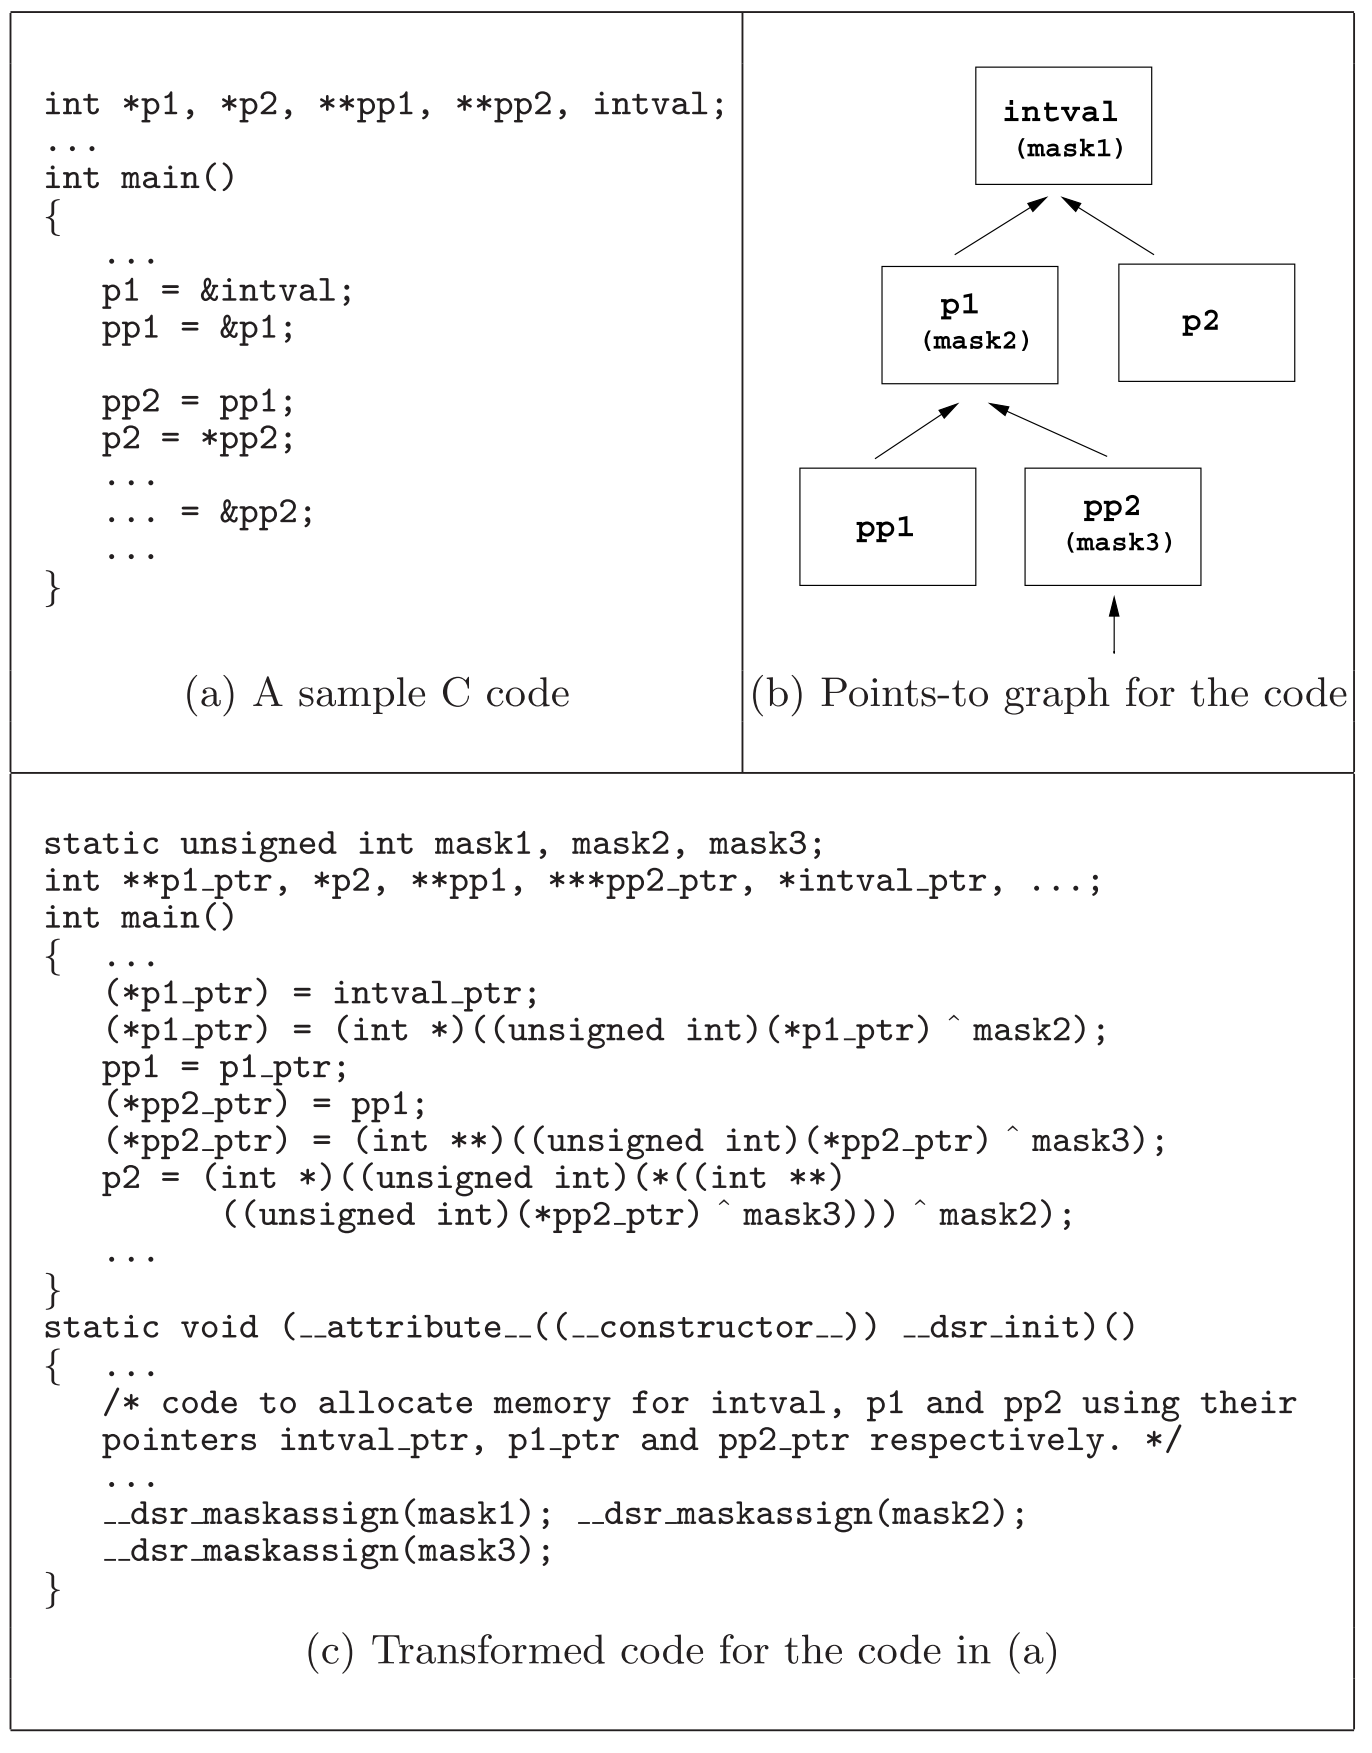 int *p1, *p2, **pp1, **pp2, intval;
...
int main()
{
...
p1 = &intval;
pp1 = &p1;
pp2 = pp1;
p2 = *pp2;
...
... = &pp2;
...
}
(a) A sample C code
intval
(mask1)
p1
(mask2)
p2
pp1
pp2
(mask3)
(b) Points-to graph for the code
static unsigned int mask1, mask2, mask3;
int **p1_ptr, *p2, **pp1, ***pp2_ptr, *intval_ptr, ...;
int main()
{ ...
(*p1_ptr) = intval_ptr;
(*p1_ptr) = (int *)((unsigned int)(*p1_ptr) ^ mask2);
pp1 = p1_ptr;
(*pp2_ptr) = pp1;
(*pp2_ptr) = (int **)((unsigned int)(*pp2_ptr) ^ mask3);
p2 = (int *)((unsigned int)(*((int **)
((unsigned int)(*pp2_ptr) ^ mask3))) ^ mask2);
...
}
static void (__attribute__((__constructor__)) __dsr_init)()
{ ...
/* code to allocate memory for intval, p1 and pp2 using their
pointers intval_ptr, p1_ptr and pp2_ptr respectively. */
...
__dsr_maskassign(mask1); __dsr_maskassign(mask2);
__dsr_maskassign(mask3);
}
(c) Transformed code for the code in (a)